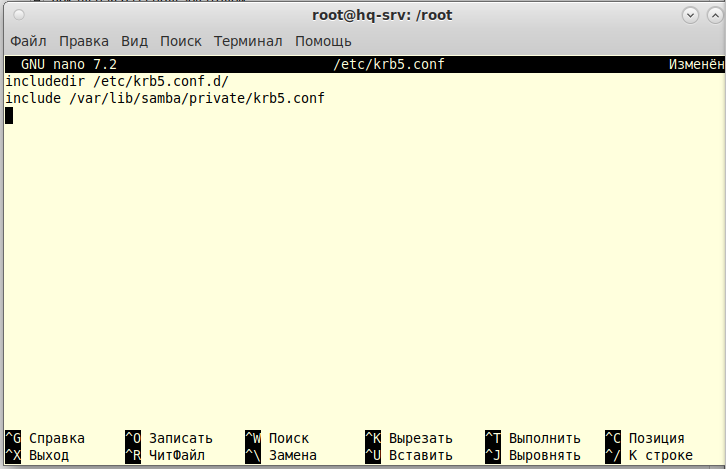 root@hq-srv: /root
Файл Правка Вид Поиск Терминал Помощь
GNU nano 7.2 /etc/krb5.conf Изменён
includedir /etc/krb5.conf.d/
include /var/lib/samba/private/krb5.conf
^G Справка ^O Записать ^W Поиск ^K Вырезать ^T Выполнить ^C Позиция
^X Выход ^R ЧитФайл ^\ Замена ^U Вставить ^J Выровнять ^/ К строке